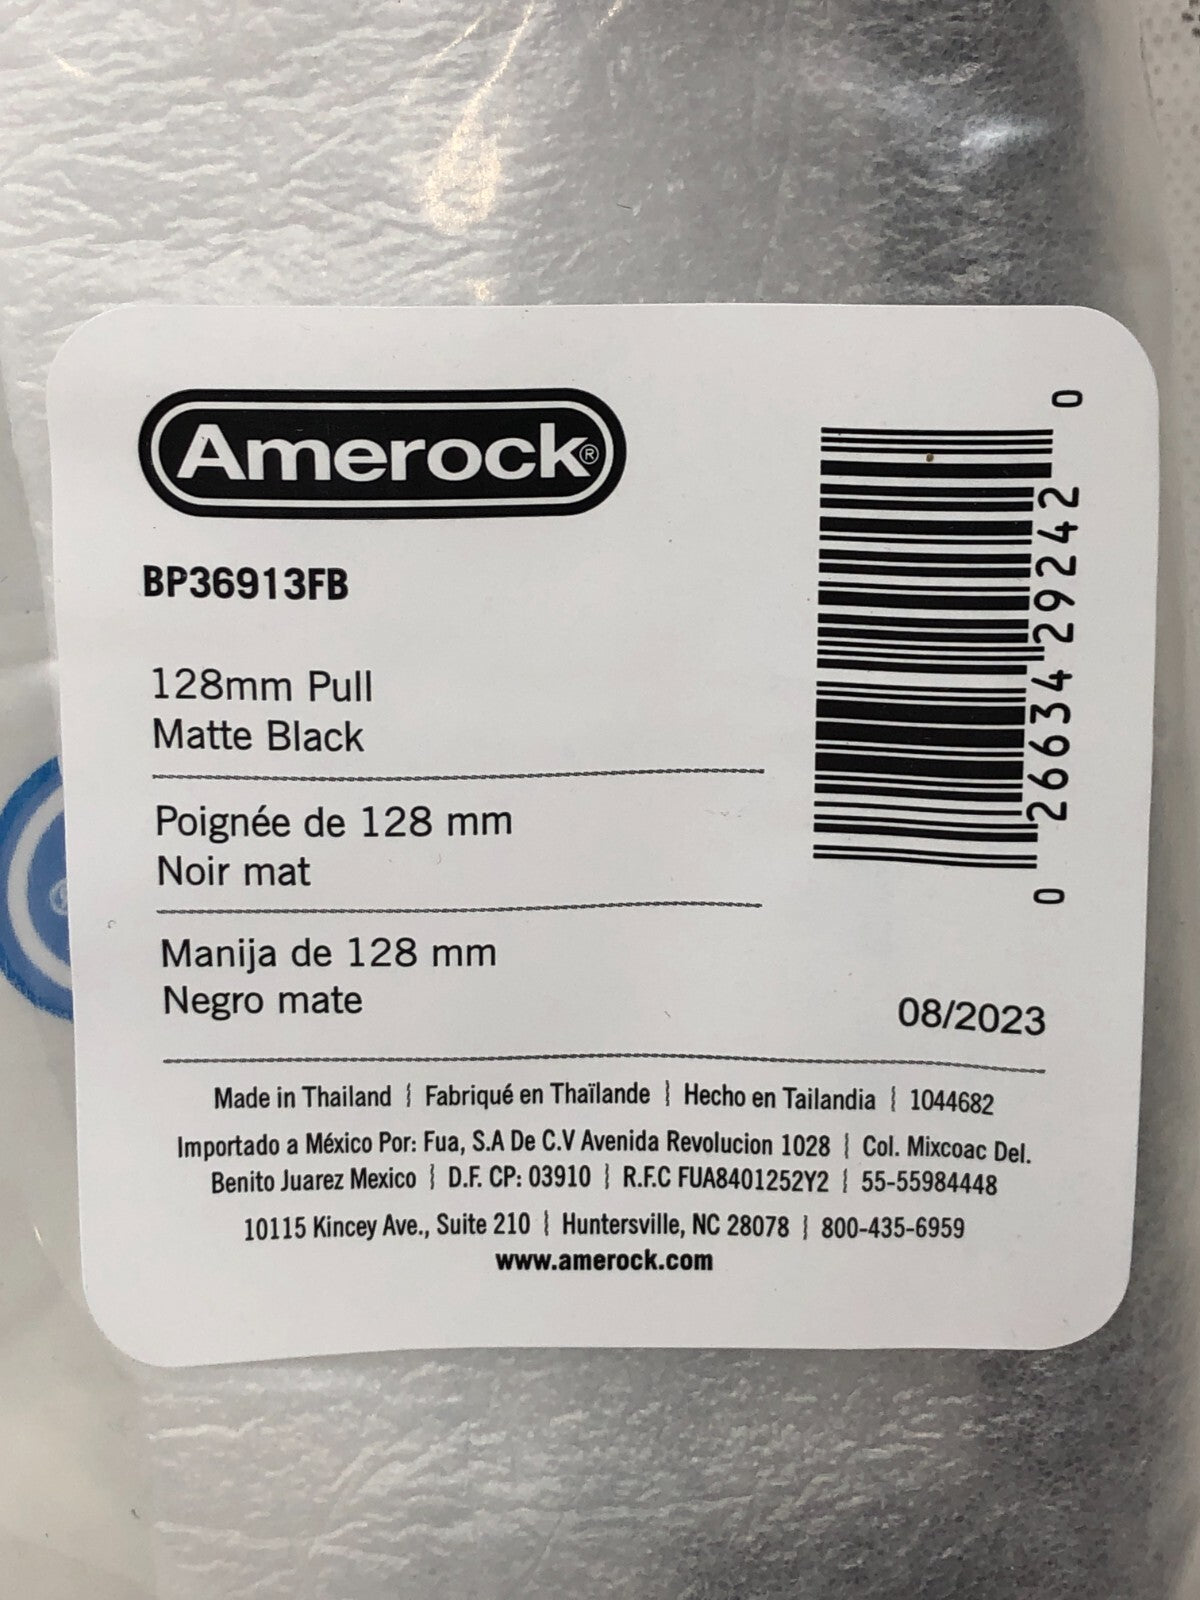 Amerock®
BP36913FB
128mm Pull
Matte Black
Poignée de 128 mm
Noir mat
Manija de 128 mm
Negro mate
0 26634 29242 0
08/2023
Made in Thailand | Fabriqué en Thaïlande | Hecho en Tailandia | 1044682
Importado a México Por: Fua, S.A De C.V Avenida Revolucion 1028 | Col. Mixcoac Del.
Benito Juarez Mexico | D.F. CP: 03910 | R.F.C FUA8401252Y2 | 55-55984448
10115 Kincey Ave., Suite 210 | Huntersville, NC 28078 | 800-435-6959
www.amerock.com